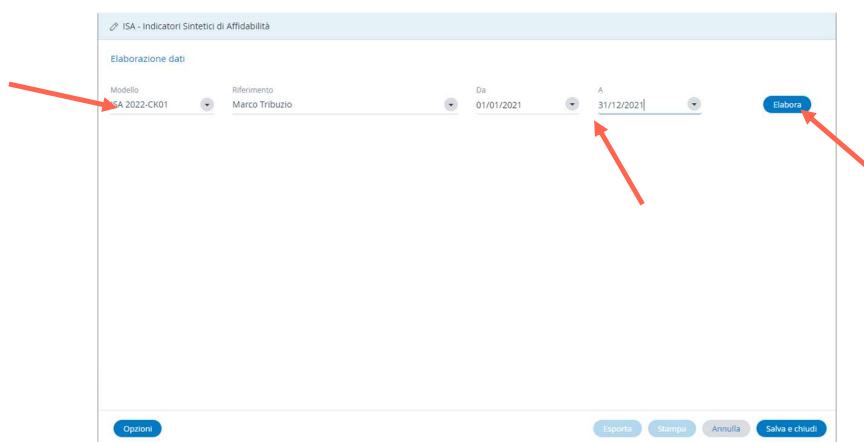 ISA - Indicatori Sintetici di Affidabilità
Elaborazione dati
Modello Riferimento Da A
ISA 2022-CK01 Marco Tribuzio 01/01/2021 31/12/2021 Elabora
Opzioni Esporta Stampa Annulla Salva e chiudi